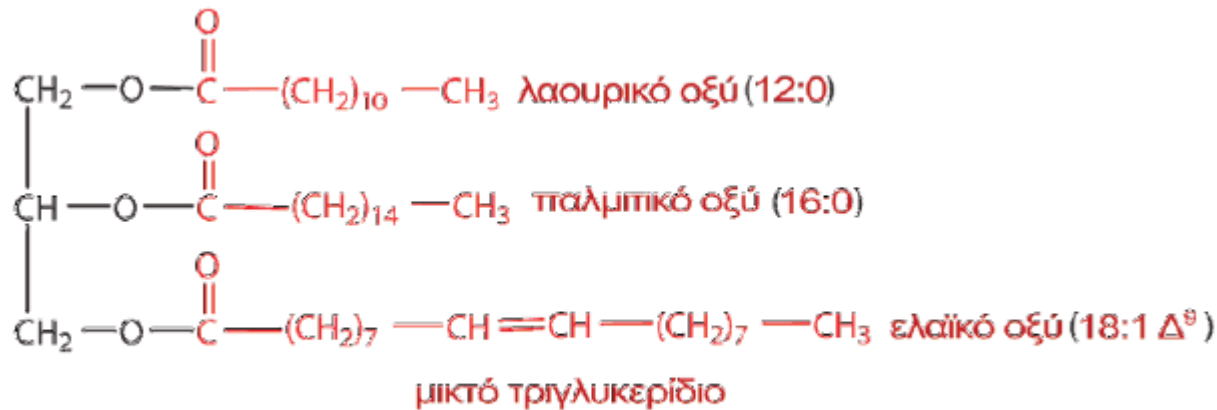 O
CH₂—O—C—(CH₂)₁₀—CH₃ λαουρικό οξύ (12:0)
O
CH—O—C—(CH₂)₁₄—CH₃ παλμιτικό οξύ (16:0)
O
CH₂—O—C—(CH₂)₇—CH=CH—(CH₂)₇—CH₃ ελαϊκό οξύ (18:1 Δ⁹)
μικτό τριγλυκερίδιο